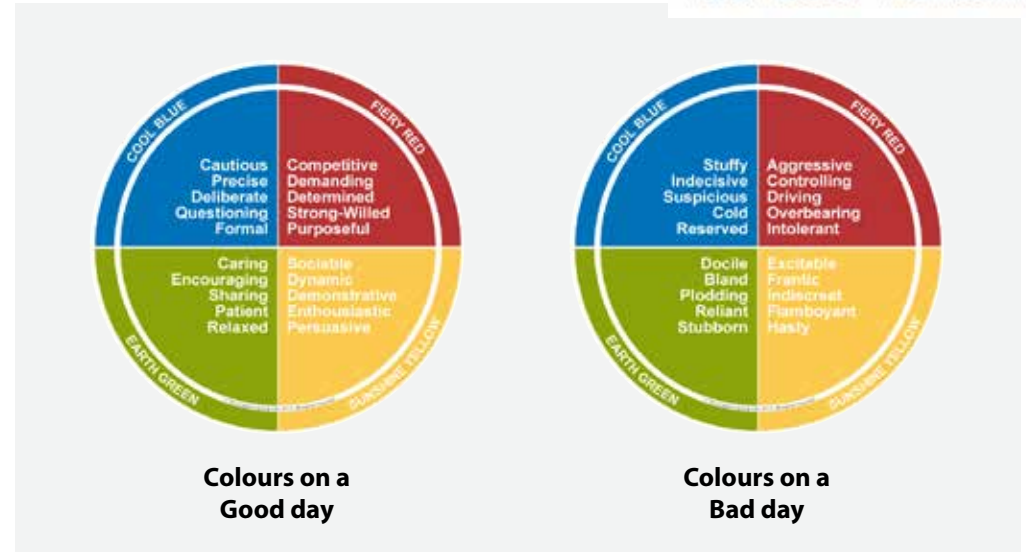 COOL BLUE
FIERY RED
Cautious
Precise
Deliberate
Questioning
Formal
Competitive
Demanding
Determined
Strong-Willed
Purposeful
Caring
Encouraging
Sharing
Patient
Relaxed
Sociable
Dynamic
Demonstrative
Enthousiastic
Persuasive
EARTH GREEN
SUNSHINE YELLOW
Colours on a
Good day
COOL BLUE
FIERY RED
Stuffy
Indecisive
Suspicious
Cold
Reserved
Aggressive
Controlling
Driving
Overbearing
Intolerant
Docile
Bland
Plodding
Reliant
Stubborn
Excitable
Frantic
Indiscreat
Flamboyant
Hasty
EARTH GREEN
SUNSHINE YELLOW
Colours on a
Bad day